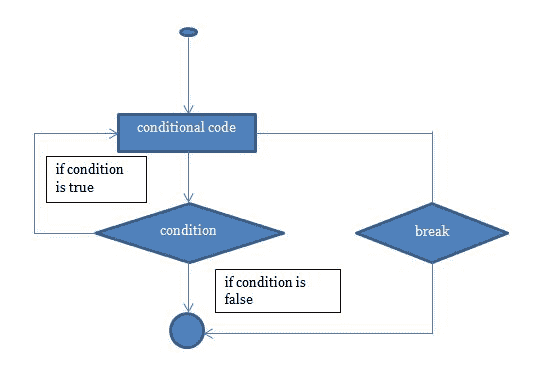 conditional code
if condition
is true
condition
break
if condition is
false